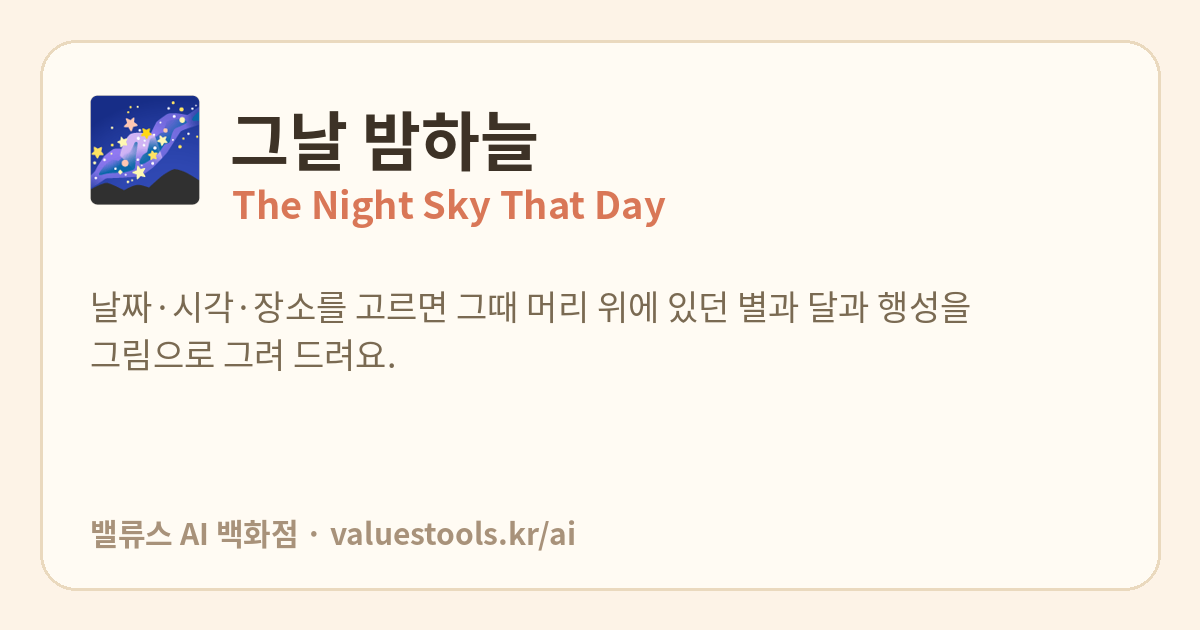 그날 밤하늘
The Night Sky That Day
날짜·시각·장소를 고르면 그때 머리 위에 있던 별과 달과 행성을
그림으로 그려 드려요.
밸류스 AI 백화점 · valuestools.kr/ai